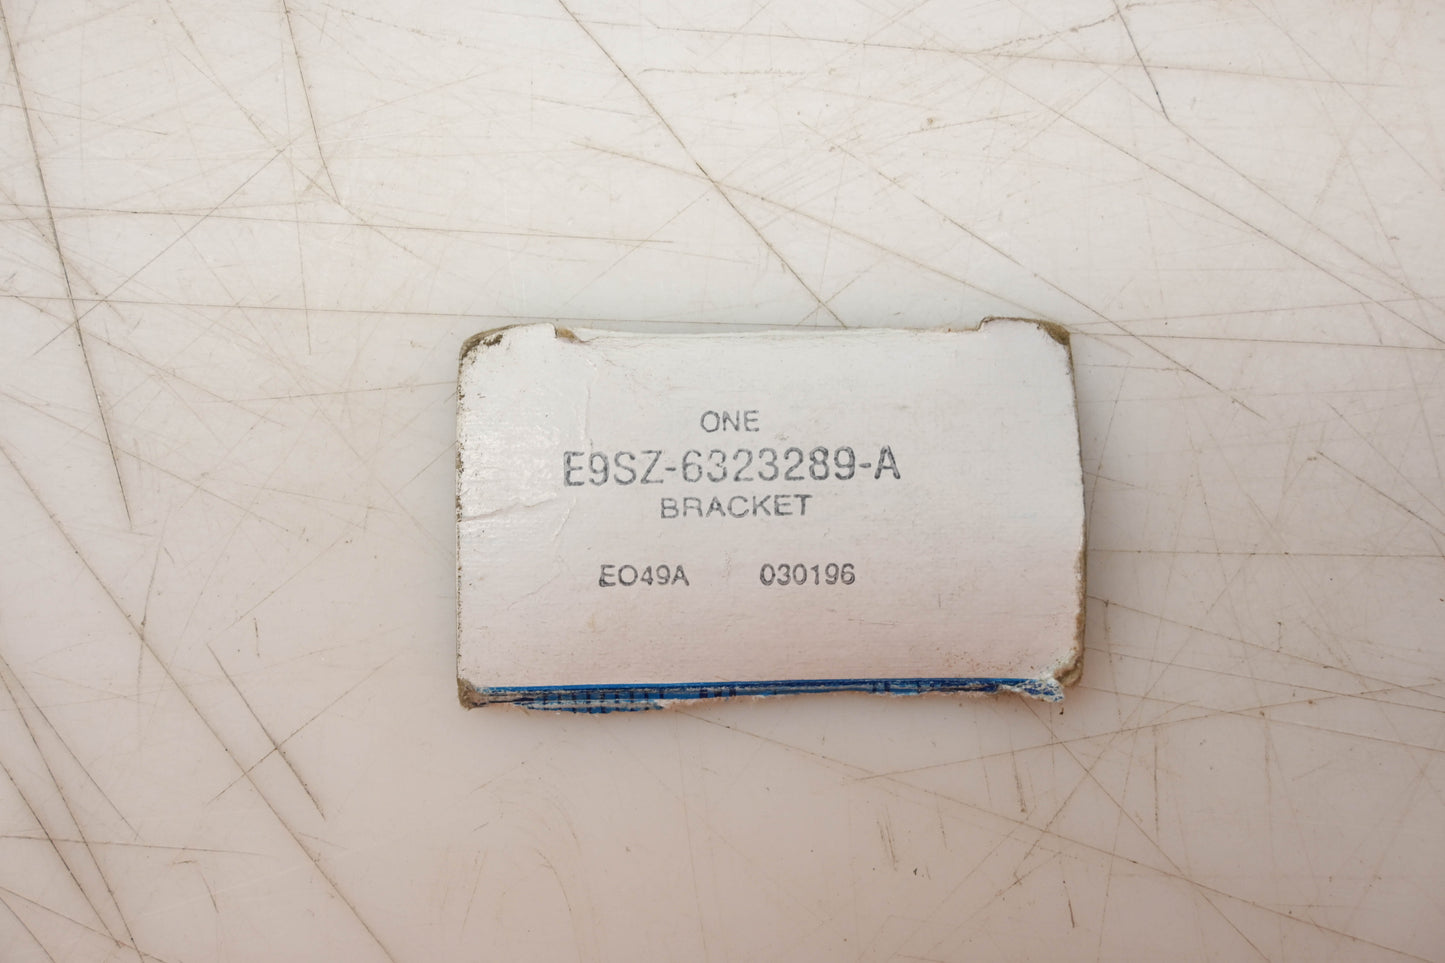 ONE
E9SZ-6323289-A
BRACKET
EO49A 030196